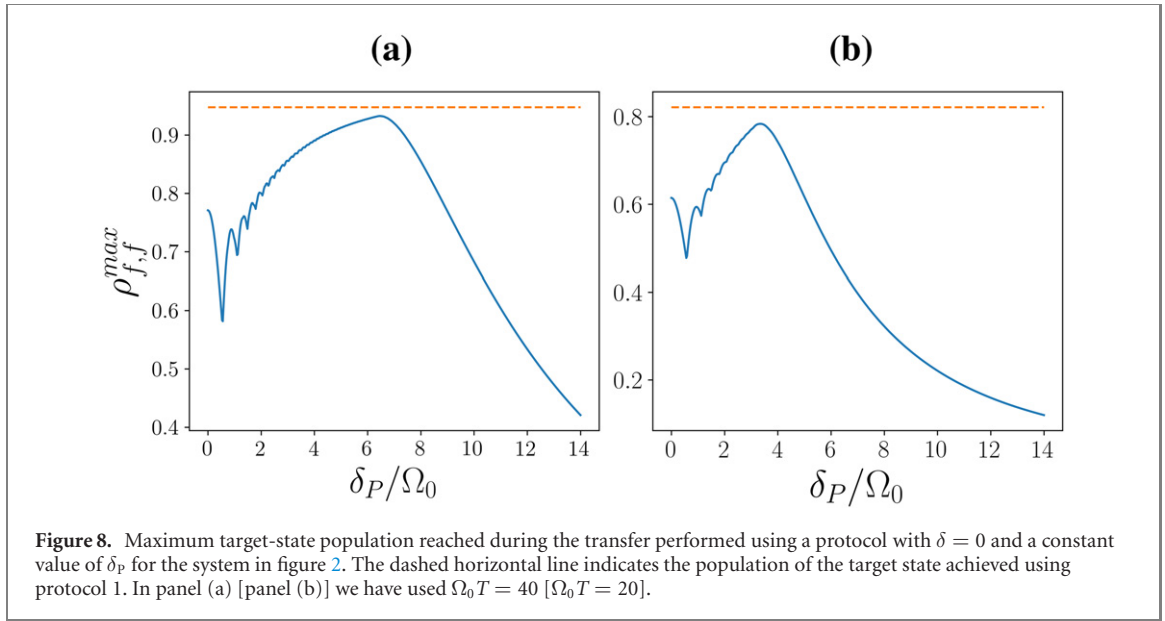 (a)
(b)
ρ_{f,f}^{max}
0.9
0.8
0.7
0.6
0.5
0.4
0 2 4 6 8 10 12 14
δ_P/Ω_0
0.8
0.6
0.4
0.2
0 2 4 6 8 10 12 14
δ_P/Ω_0
Figure 8. Maximum target-state population reached during the transfer performed using a protocol with δ = 0 and a constant
value of δ_P for the system in figure 2. The dashed horizontal line indicates the population of the target state achieved using
protocol 1. In panel (a) [panel (b)] we have used Ω_0T = 40 [Ω_0T = 20].